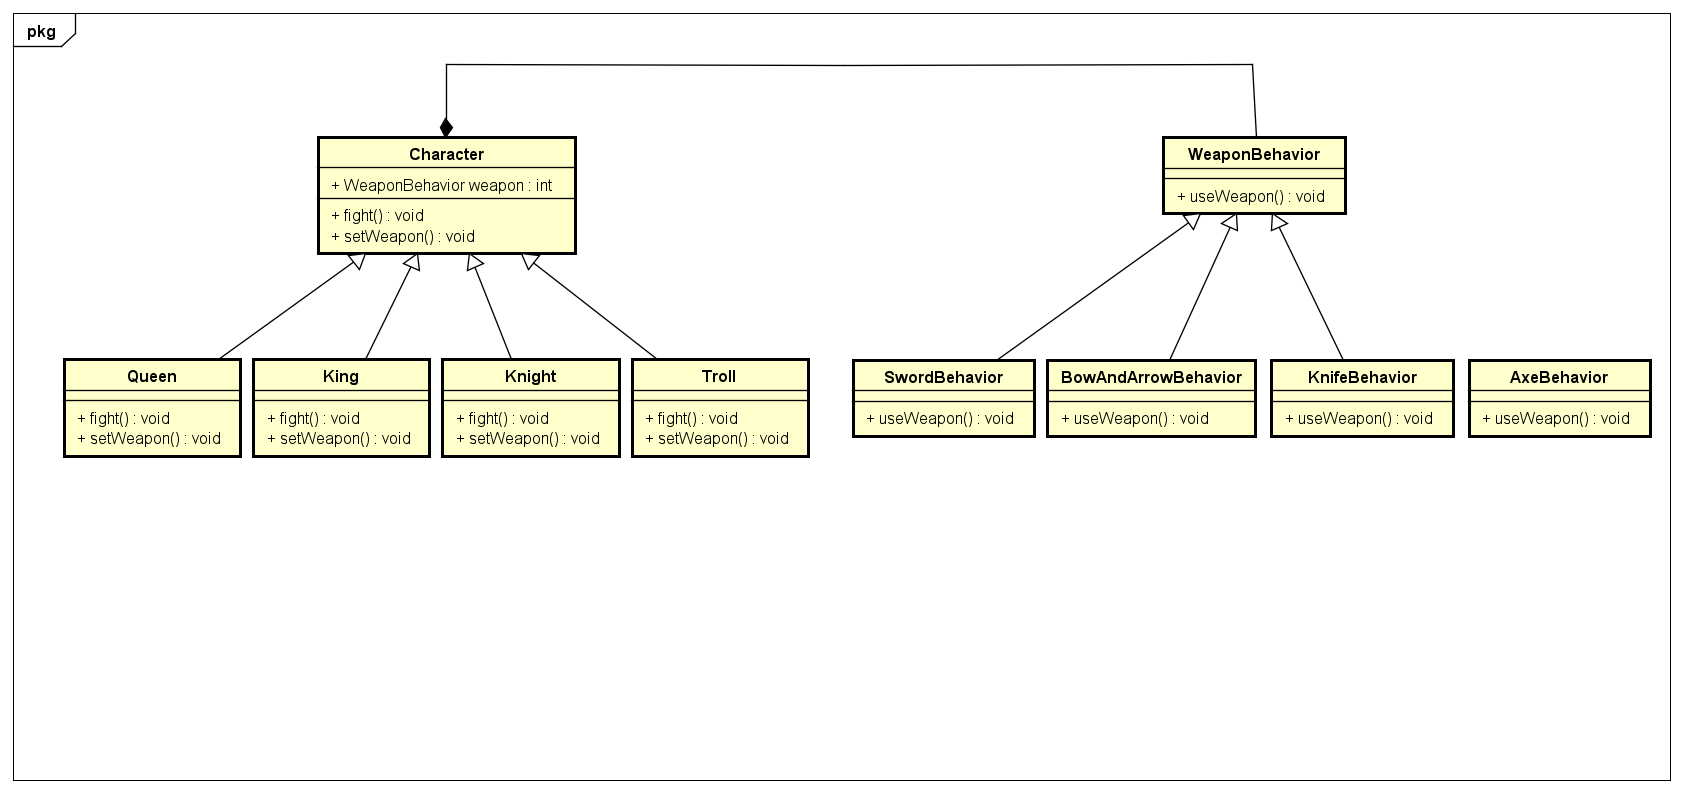 pkg
Character
+ WeaponBehavior weapon : int
+ fight() : void
+ setWeapon() : void
WeaponBehavior
+ useWeapon() : void
Queen
+ fight() : void
+ setWeapon() : void
King
+ fight() : void
+ setWeapon() : void
Knight
+ fight() : void
+ setWeapon() : void
Troll
+ fight() : void
+ setWeapon() : void
SwordBehavior
+ useWeapon() : void
BowAndArrowBehavior
+ useWeapon() : void
KnifeBehavior
+ useWeapon() : void
AxeBehavior
+ useWeapon() : void